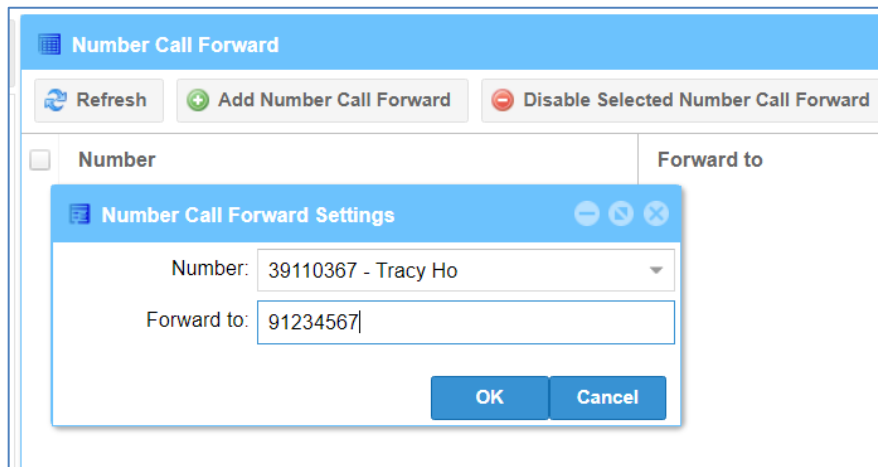 Number Call Forward
Refresh Add Number Call Forward Disable Selected Number Call Forward
Number Forward to
Number Call Forward Settings
Number: 39110367 - Tracy Ho
Forward to: 91234567
OK Cancel